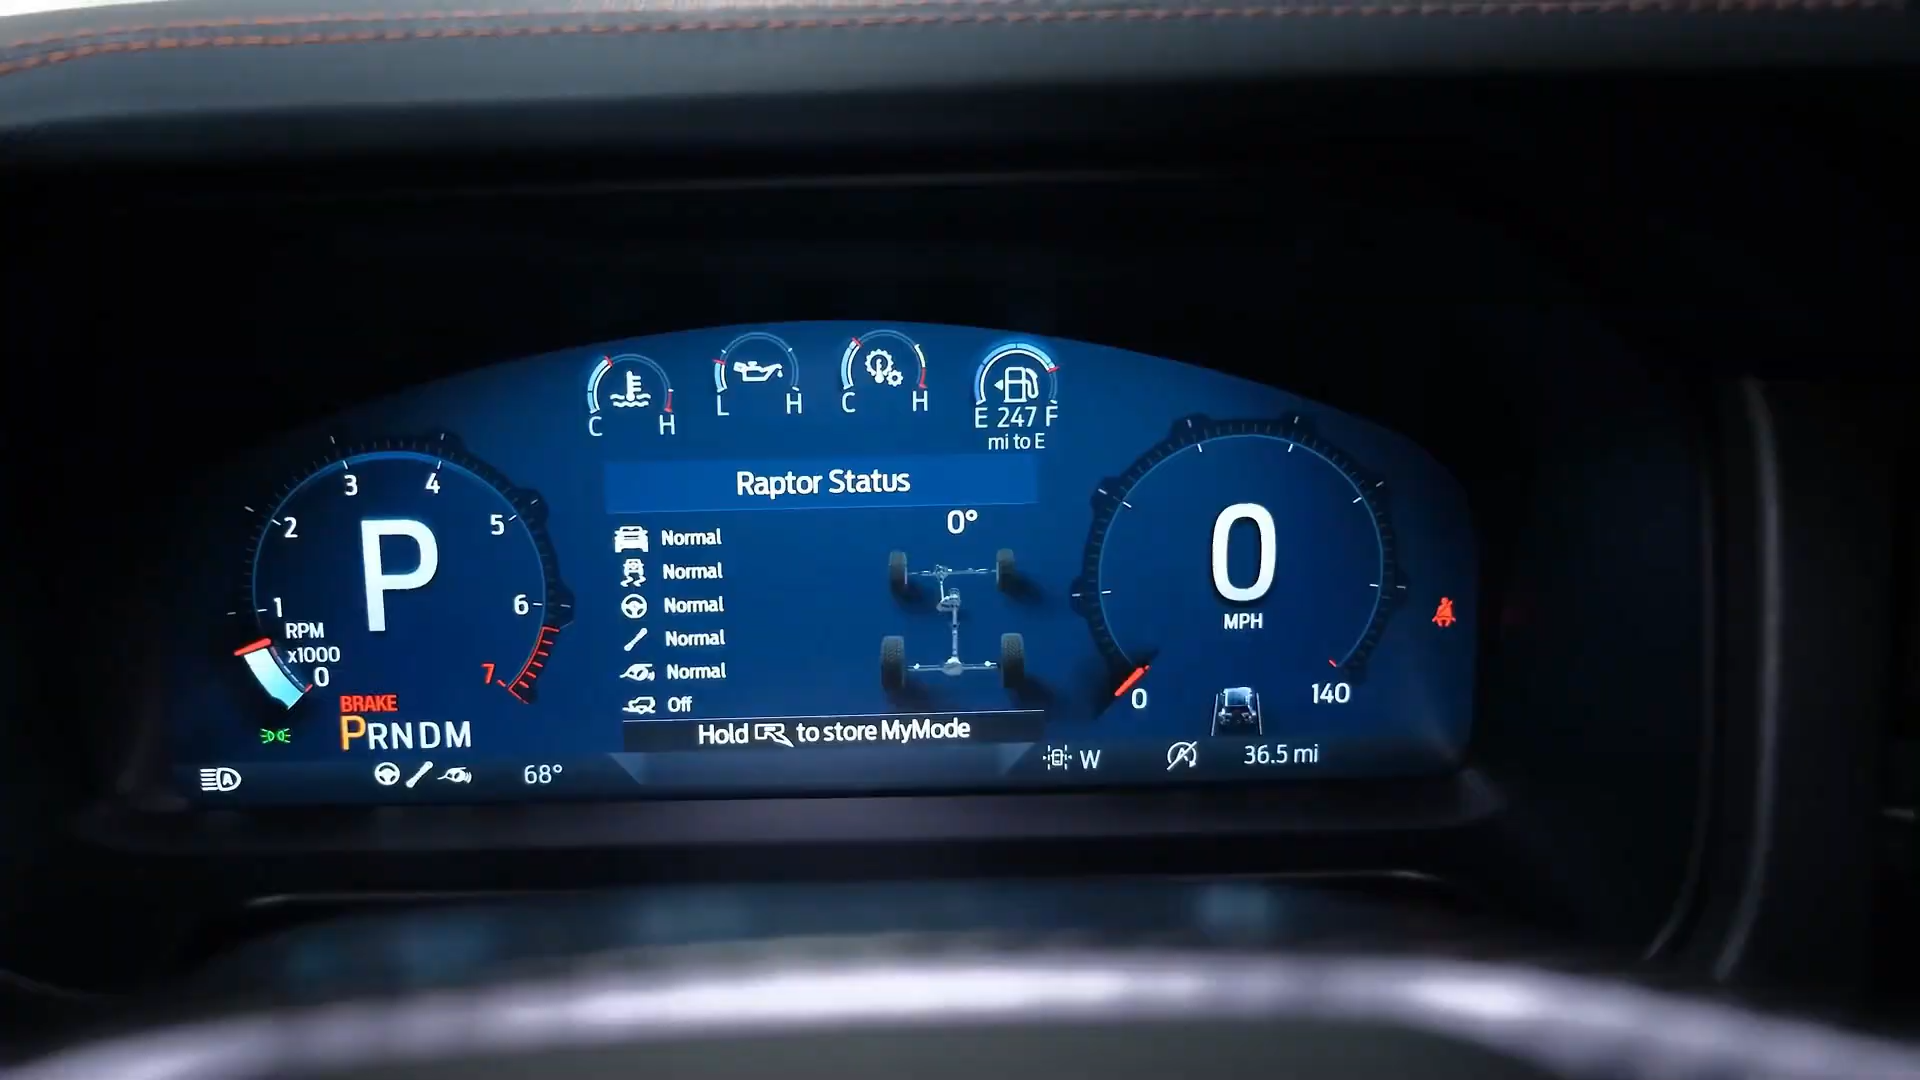 C H
L H
C H
E 247 F
mi to E
Raptor Status
0°
Normal
Normal
Normal
Normal
Normal
Off
Hold R to store MyMode
3 4
2 5
P
1 6
RPM
x1000
0 7
BRAKE
PRNDM
68°
0
MPH
0 140
W
36.5 mi
A